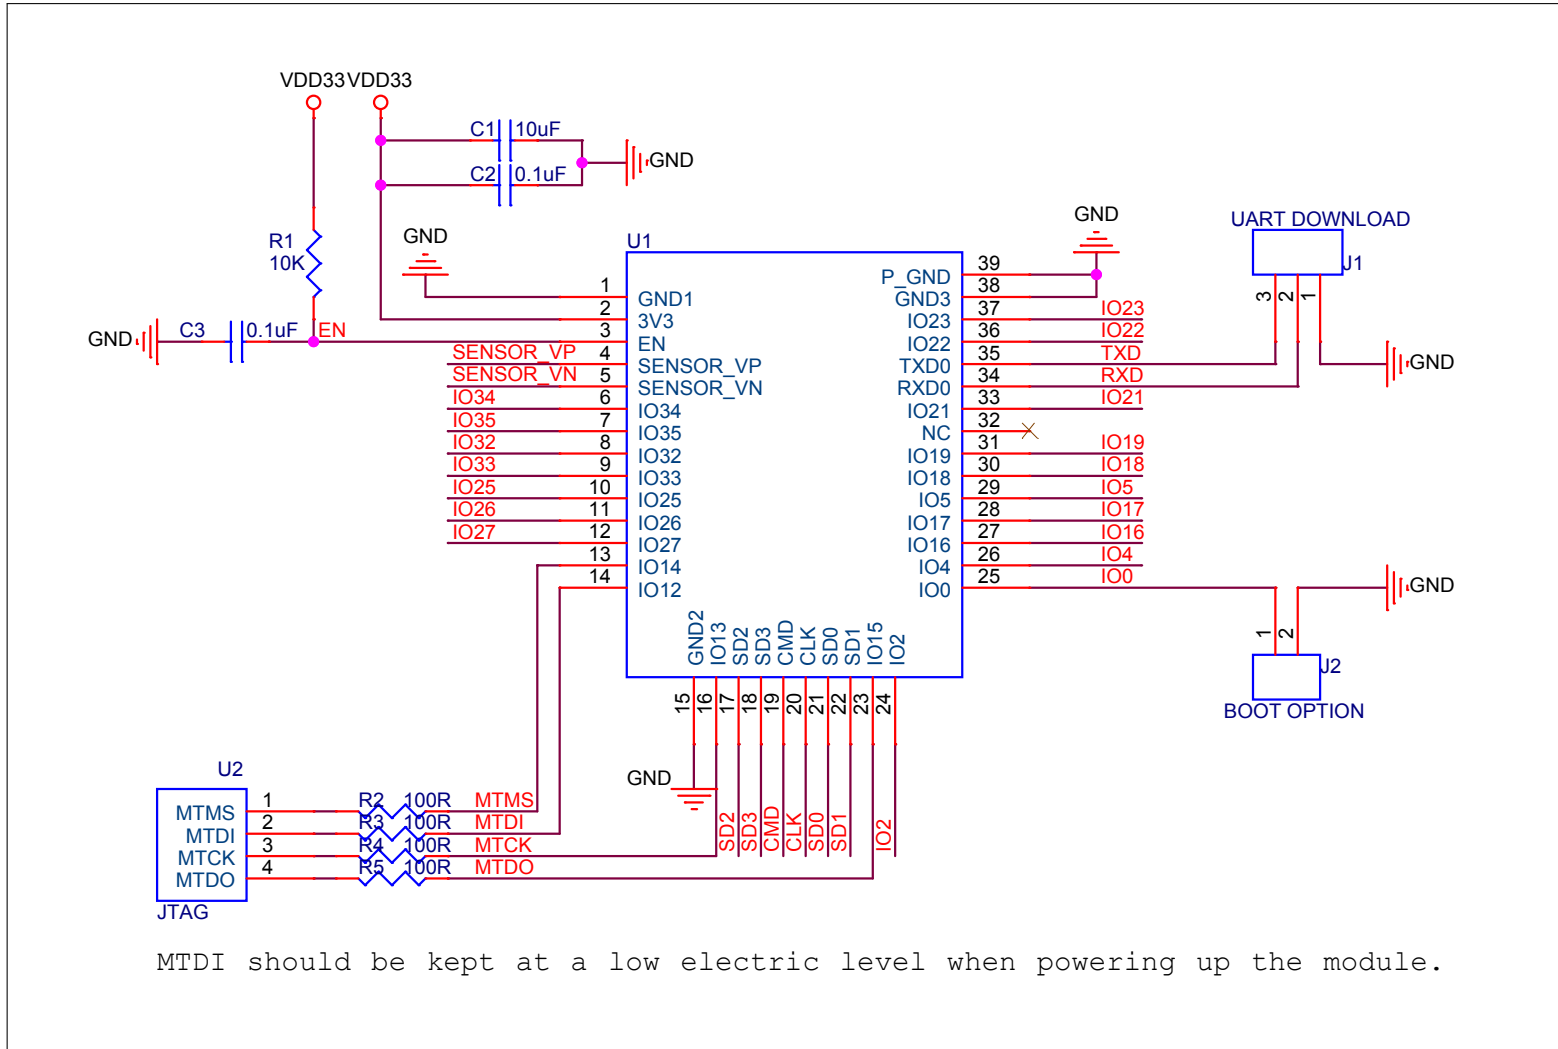 VDD33 VDD33
C1 10uF
GND
C2 0.1uF
R1
10K
GND
C3 0.1uF EN
GND
U1
1 GND1
2 3V3
3 EN
SENSOR_VP 4 SENSOR_VP
SENSOR_VN 5 SENSOR_VN
IO34 6 IO34
IO35 7 IO35
IO32 8 IO32
IO33 9 IO33
IO25 10 IO25
IO26 11 IO26
IO27 12 IO27
13 IO14
14 IO12
GND
P_GND 39
GND3 38
IO23 37 IO23
IO22 36 IO22
TXD0 35 TXD
RXD0 34 RXD
IO21 33 IO21
NC 32
IO19 31 IO19
IO18 30 IO18
IO5 29 IO5
IO17 28 IO17
IO16 27 IO16
IO4 26 IO4
IO0 25 IO0
UART DOWNLOAD
J1
3 2 1
GND
GND
1 2
J2
BOOT OPTION
GND2 IO13 SD2 SD3 CMD CLK SD0 SD1 IO15 IO2
15 16 17 18 19 20 21 22 23 24
GND
SD2 SD3 CMD CLK SD0 SD1 IO2
U2
MTMS 1 R2 100R MTMS
MTDI 2 R3 100R MTDI
MTCK 3 R4 100R MTCK
MTDO 4 R5 100R MTDO
JTAG
MTDI should be kept at a low electric level when powering up the module.